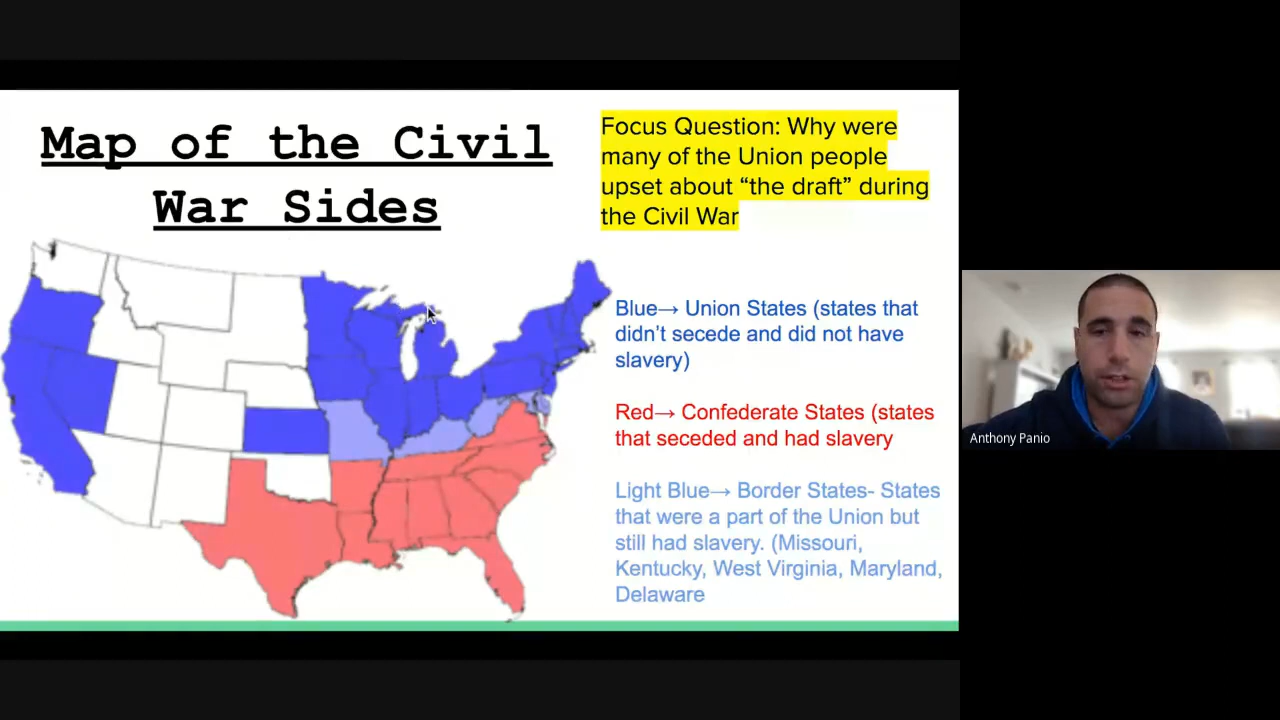 Map of the Civil
War Sides
Focus Question: Why were
many of the Union people
upset about “the draft” during
the Civil War
Blue→ Union States (states that
didn’t secede and did not have
slavery)
Red→ Confederate States (states
that seceded and had slavery
Light Blue→ Border States- States
that were a part of the Union but
still had slavery. (Missouri,
Kentucky, West Virginia, Maryland,
Delaware
Anthony Panio